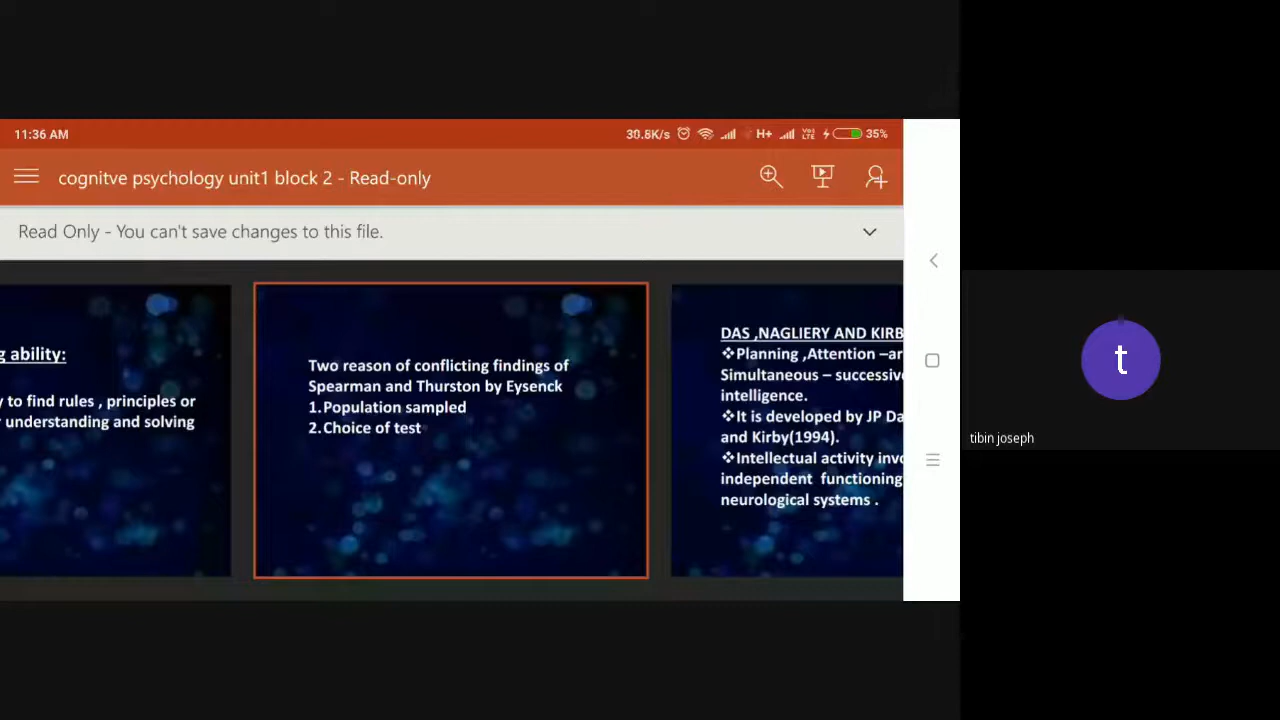 11:36 AM
30.8K/s
H+
VoI LTE
35%
cognitve psychology unit1 block 2 - Read-only
Read Only - You can't save changes to this file.
g ability:
y to find rules , principles or
r understanding and solving
Two reason of conflicting findings of
Spearman and Thurston by Eysenck
1.Population sampled
2.Choice of test
DAS ,NAGLIERY AND KIRB
❖Planning ,Attention –ar
Simultaneous – successiv
intelligence.
❖It is developed by JP Da
and Kirby(1994).
❖Intellectual activity invo
independent functioning
neurological systems .
t
tibin joseph